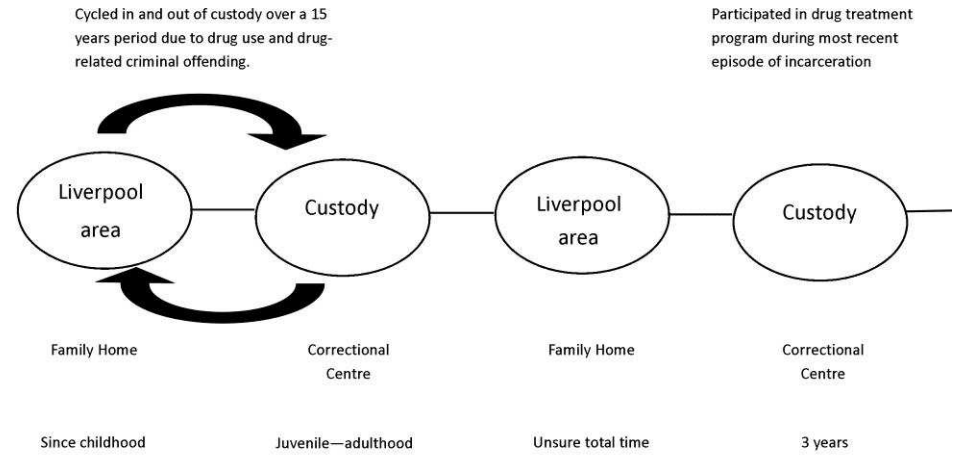 Cycled in and out of custody over a 15
years period due to drug use and drug-
related criminal offending.
Participated in drug treatment
program during most recent
episode of incarceration
Liverpool
area
Custody
Liverpool
area
Custody
Family Home
Correctional
Centre
Family Home
Correctional
Centre
Since childhood
Juvenile—adulthood
Unsure total time
3 years